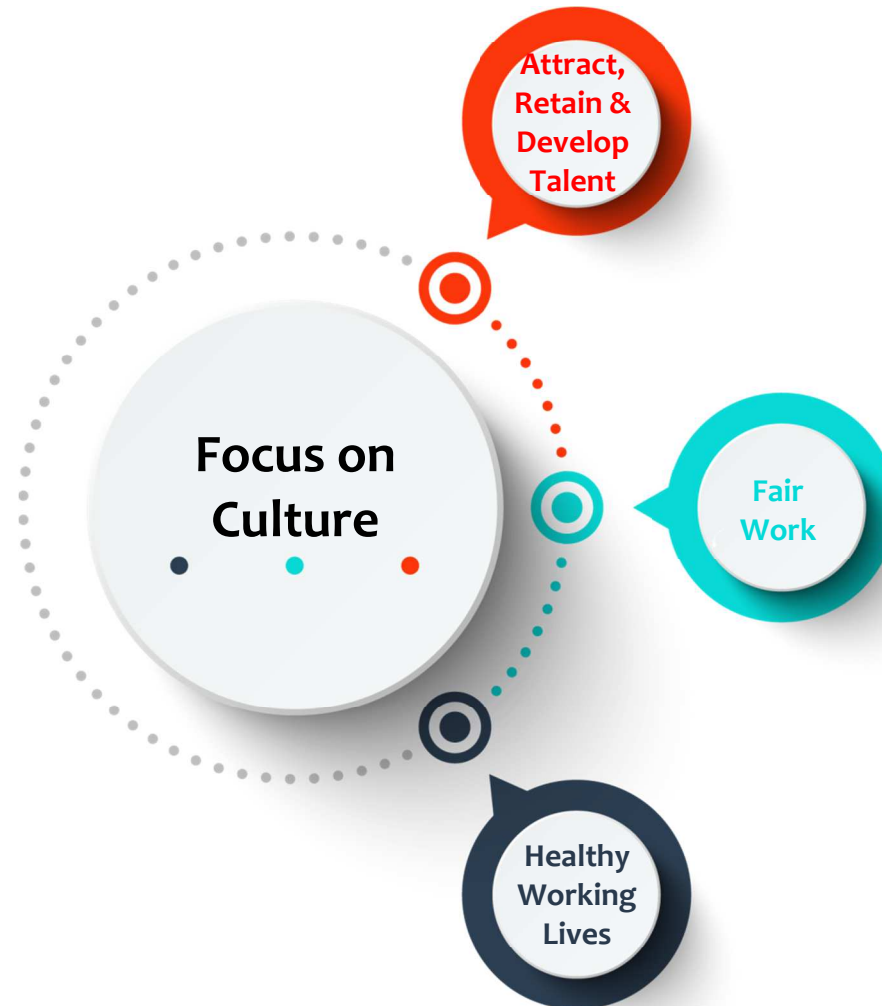 Attract,
Retain &
Develop
Talent
Focus on
Culture
Fair
Work
Healthy
Working
Lives